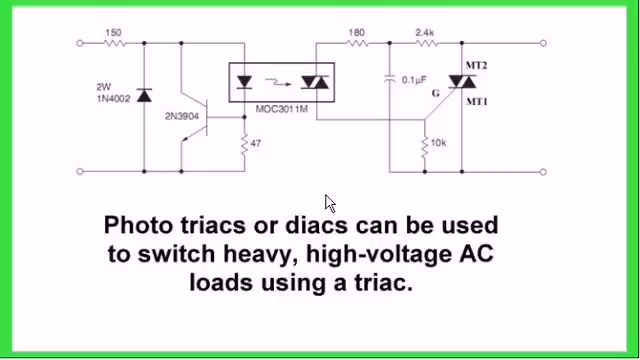 150
180
2.4k
MT2
2W
1N4002
0.1µF
G
MT1
MOC3011M
2N3904
47
10k
Photo triacs or diacs can be used
to switch heavy, high-voltage AC
loads using a triac.